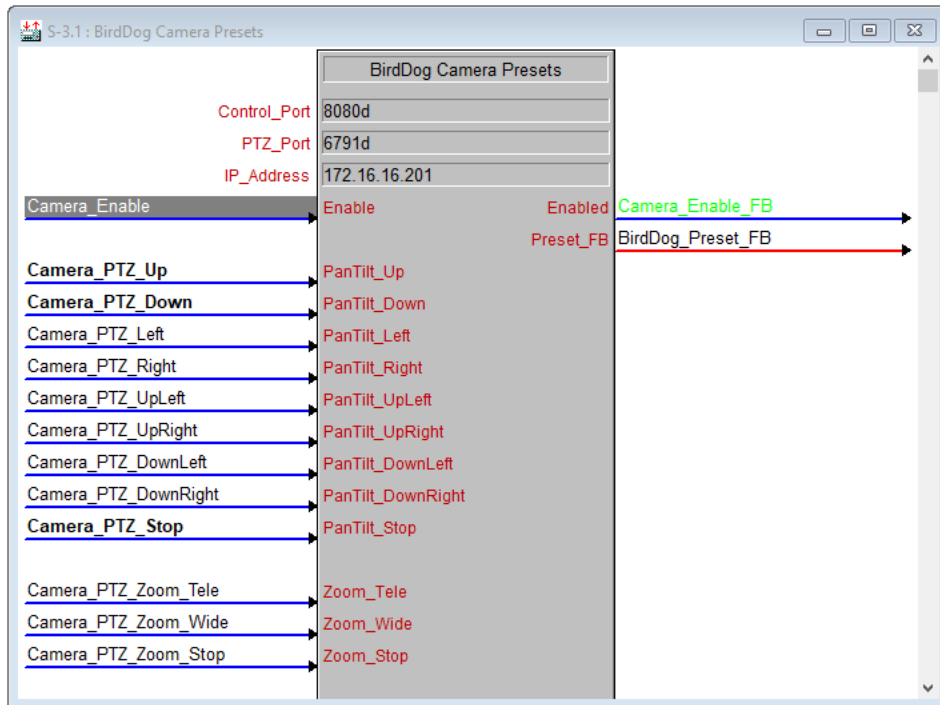 S-3.1 : BirdDog Camera Presets
BirdDog Camera Presets
Control_Port 8080d
PTZ_Port 6791d
IP_Address 172.16.16.201
Camera_Enable Enable Enabled Camera_Enable_FB
Preset_FB BirdDog_Preset_FB
Camera_PTZ_Up PanTilt_Up
Camera_PTZ_Down PanTilt_Down
Camera_PTZ_Left PanTilt_Left
Camera_PTZ_Right PanTilt_Right
Camera_PTZ_UpLeft PanTilt_UpLeft
Camera_PTZ_UpRight PanTilt_UpRight
Camera_PTZ_DownLeft PanTilt_DownLeft
Camera_PTZ_DownRight PanTilt_DownRight
Camera_PTZ_Stop PanTilt_Stop
Camera_PTZ_Zoom_Tele Zoom_Tele
Camera_PTZ_Zoom_Wide Zoom_Wide
Camera_PTZ_Zoom_Stop Zoom_Stop